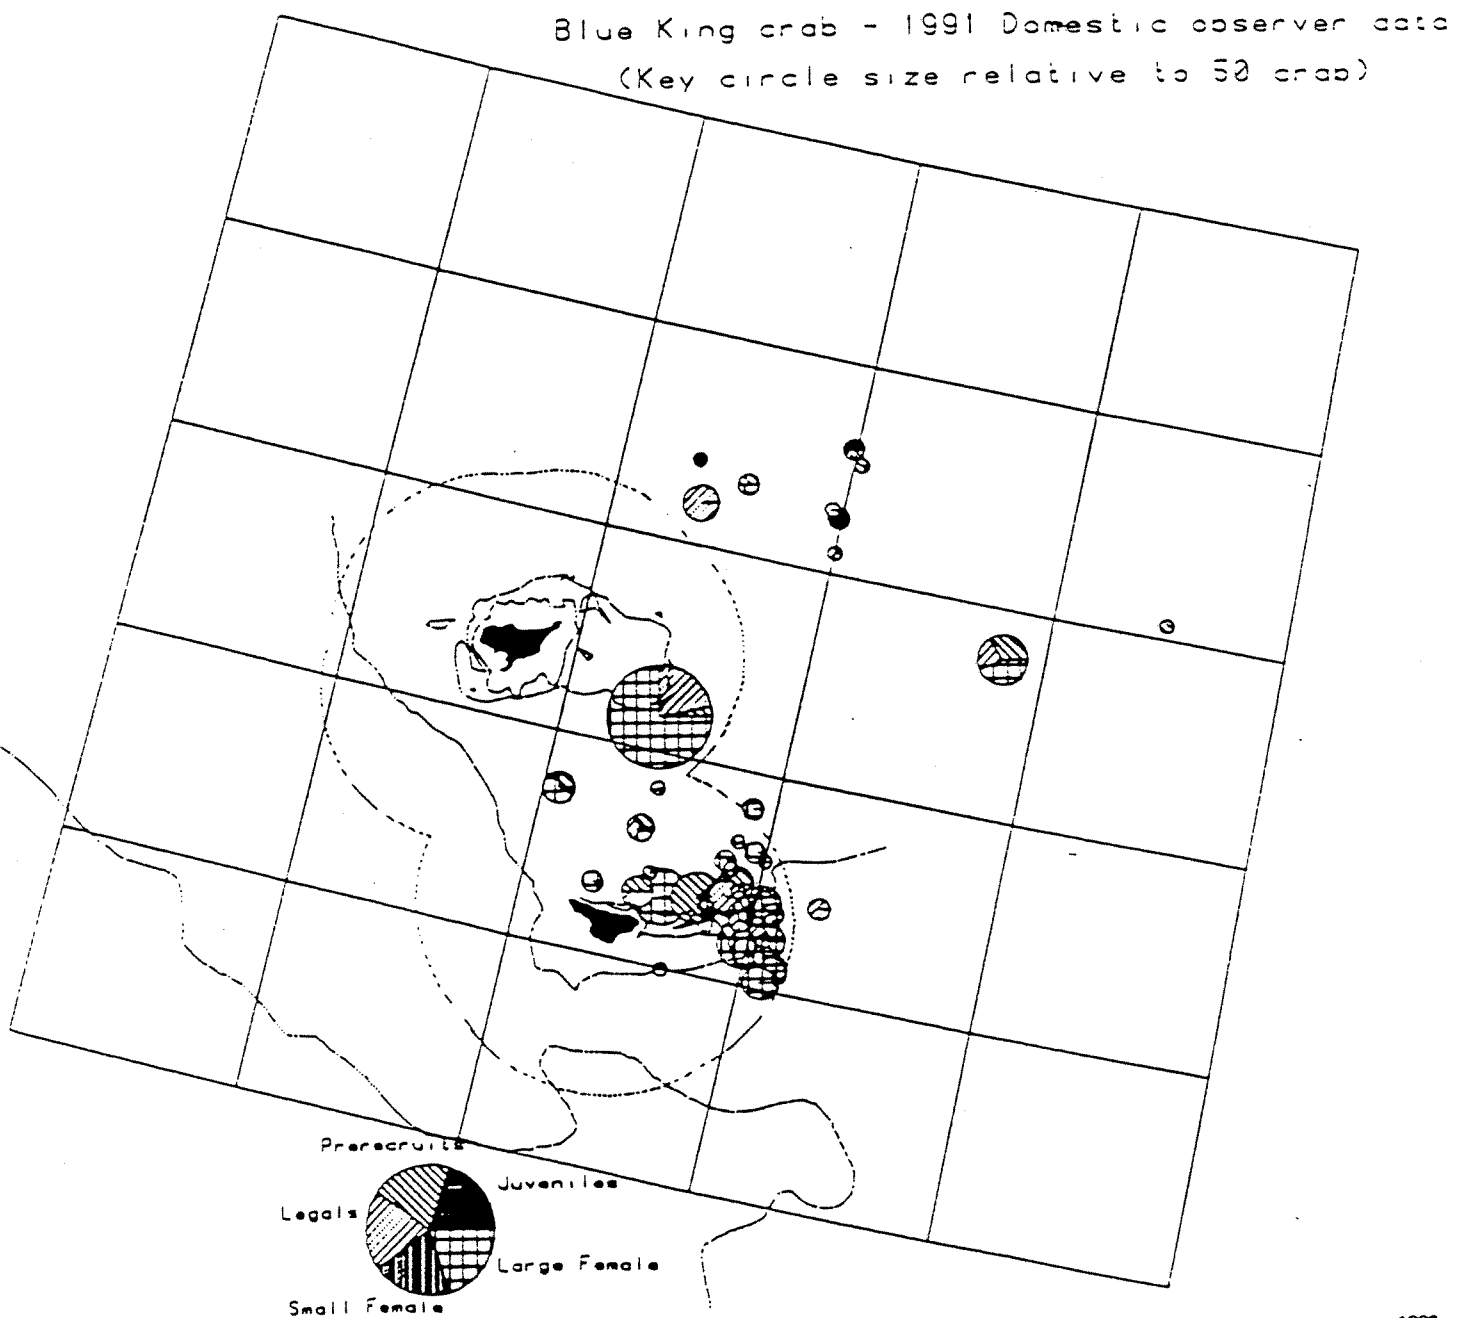 Blue King crab - 1991 Domestic observer data
(Key circle size relative to 50 crab)
Prerecruits
Juveniles
Legals
Large Female
Small Female